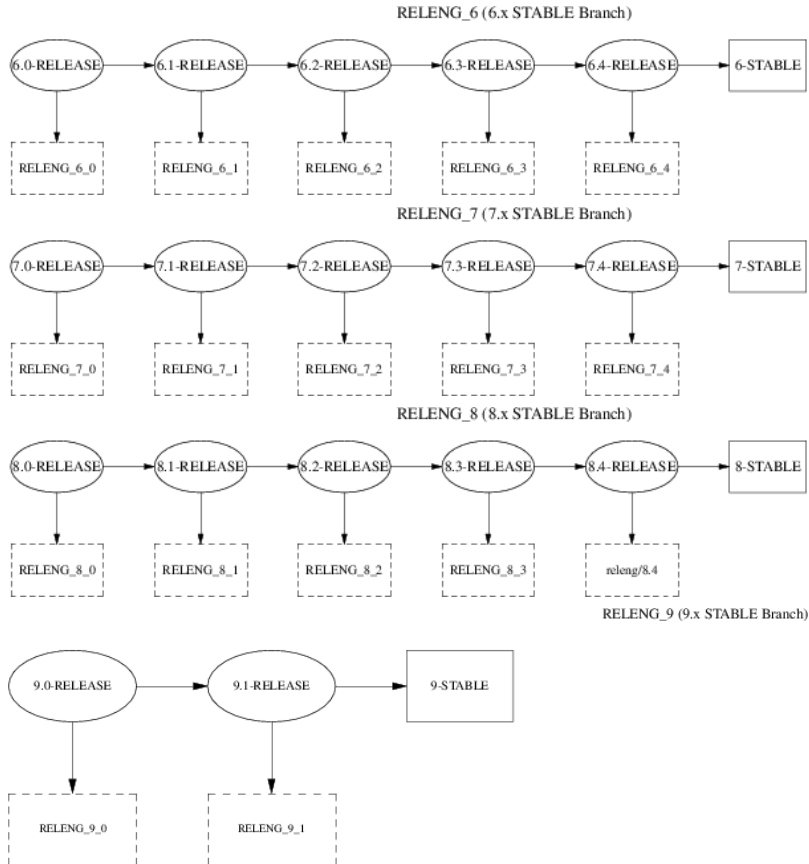 RELENG_6 (6.x STABLE Branch)
6.0-RELEASE
6.1-RELEASE
6.2-RELEASE
6.3-RELEASE
6.4-RELEASE
6-STABLE
RELENG_6_0
RELENG_6_1
RELENG_6_2
RELENG_6_3
RELENG_6_4
RELENG_7 (7.x STABLE Branch)
7.0-RELEASE
7.1-RELEASE
7.2-RELEASE
7.3-RELEASE
7.4-RELEASE
7-STABLE
RELENG_7_0
RELENG_7_1
RELENG_7_2
RELENG_7_3
RELENG_7_4
RELENG_8 (8.x STABLE Branch)
8.0-RELEASE
8.1-RELEASE
8.2-RELEASE
8.3-RELEASE
8.4-RELEASE
8-STABLE
RELENG_8_0
RELENG_8_1
RELENG_8_2
RELENG_8_3
releng/8.4
RELENG_9 (9.x STABLE Branch)
9.0-RELEASE
9.1-RELEASE
9-STABLE
RELENG_9_0
RELENG_9_1